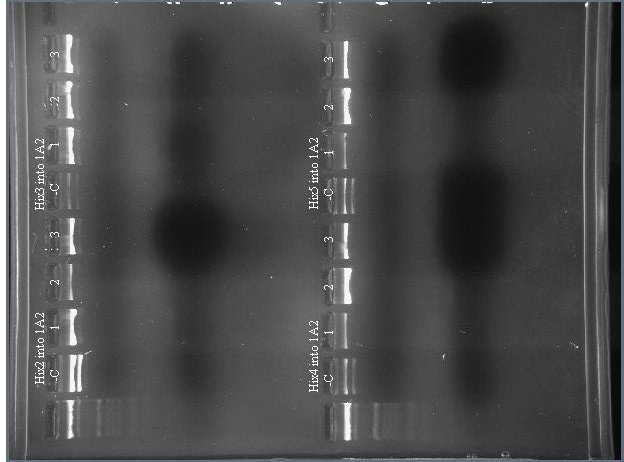 Hix2 into 1A2
-C
1
2
3
Hix3 into 1A2
-C
1
2
3
Hix4 into 1A2
-C
1
2
3
Hix5 into 1A2
-C
1
2
3